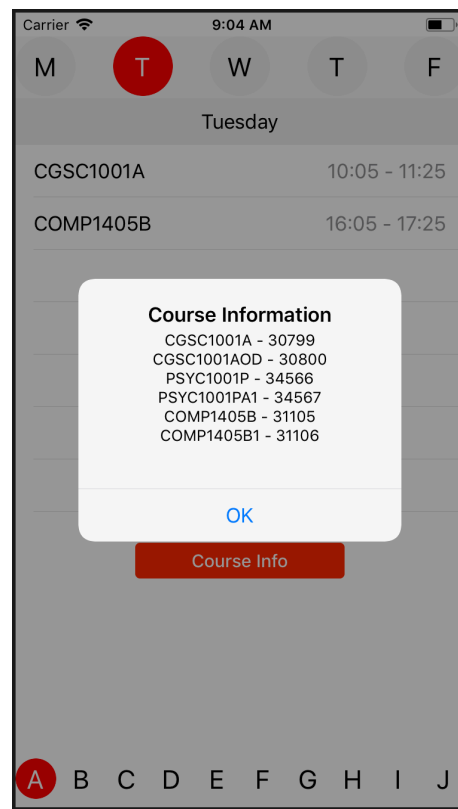 Carrier 9:04 AM
M T W T F
Tuesday
CGSC1001A 10:05 - 11:25
COMP1405B 16:05 - 17:25
Course Information
CGSC1001A - 30799
CGSC1001AOD - 30800
PSYC1001P - 34566
PSYC1001PA1 - 34567
COMP1405B - 31105
COMP1405B1 - 31106
OK
Course Info
A B C D E F G H I J